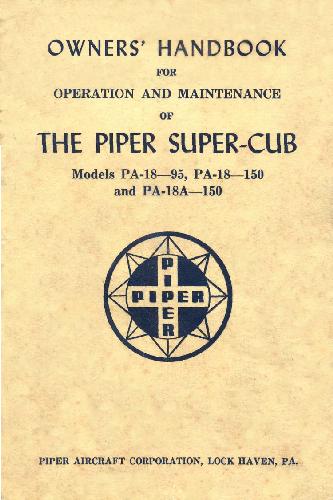 OWNERS' HANDBOOK
FOR
OPERATION AND MAINTENANCE
OF
THE PIPER SUPER-CUB
Models PA-18—95, PA-18—150
and PA-18A—150
PIPER
PIPER
PIPER AIRCRAFT CORPORATION, LOCK HAVEN, PA.